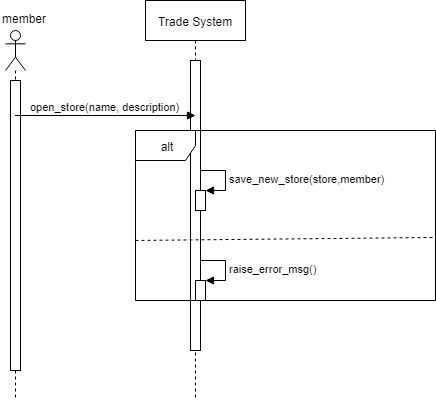 member
Trade System
open_store(name, description)
alt
save_new_store(store,member)
raise_error_msg()